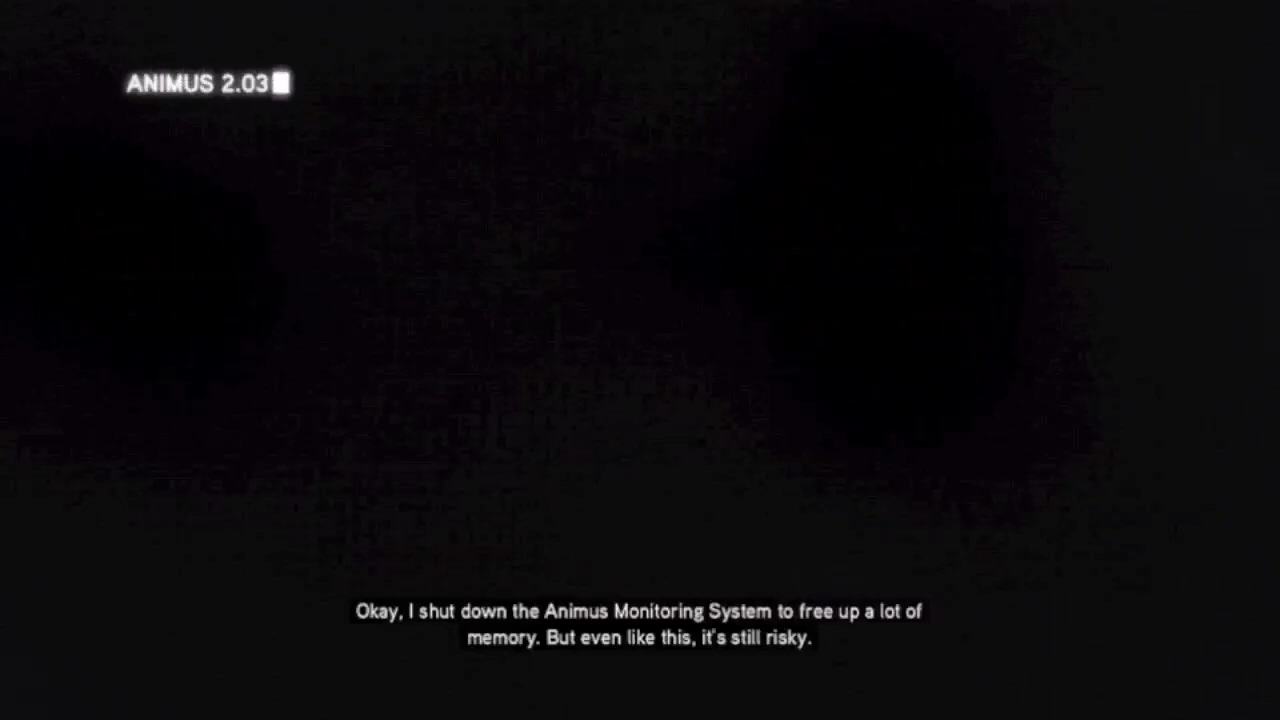 ANIMUS 2.03
Okay, I shut down the Animus Monitoring System to free up a lot of
memory. But even like this, it's still risky.